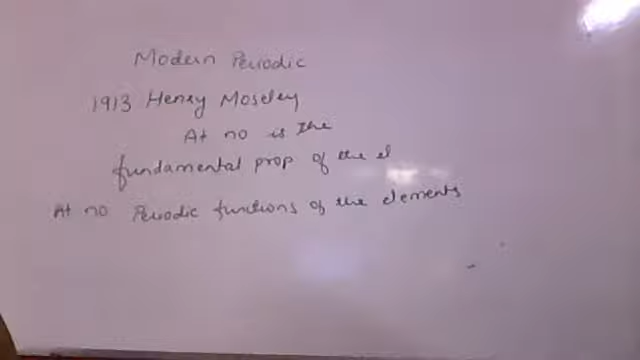 Modern Periodic
1913 Henry Moseley
At no is the
fundamental prop of the el
At no Periodic functions of the elements